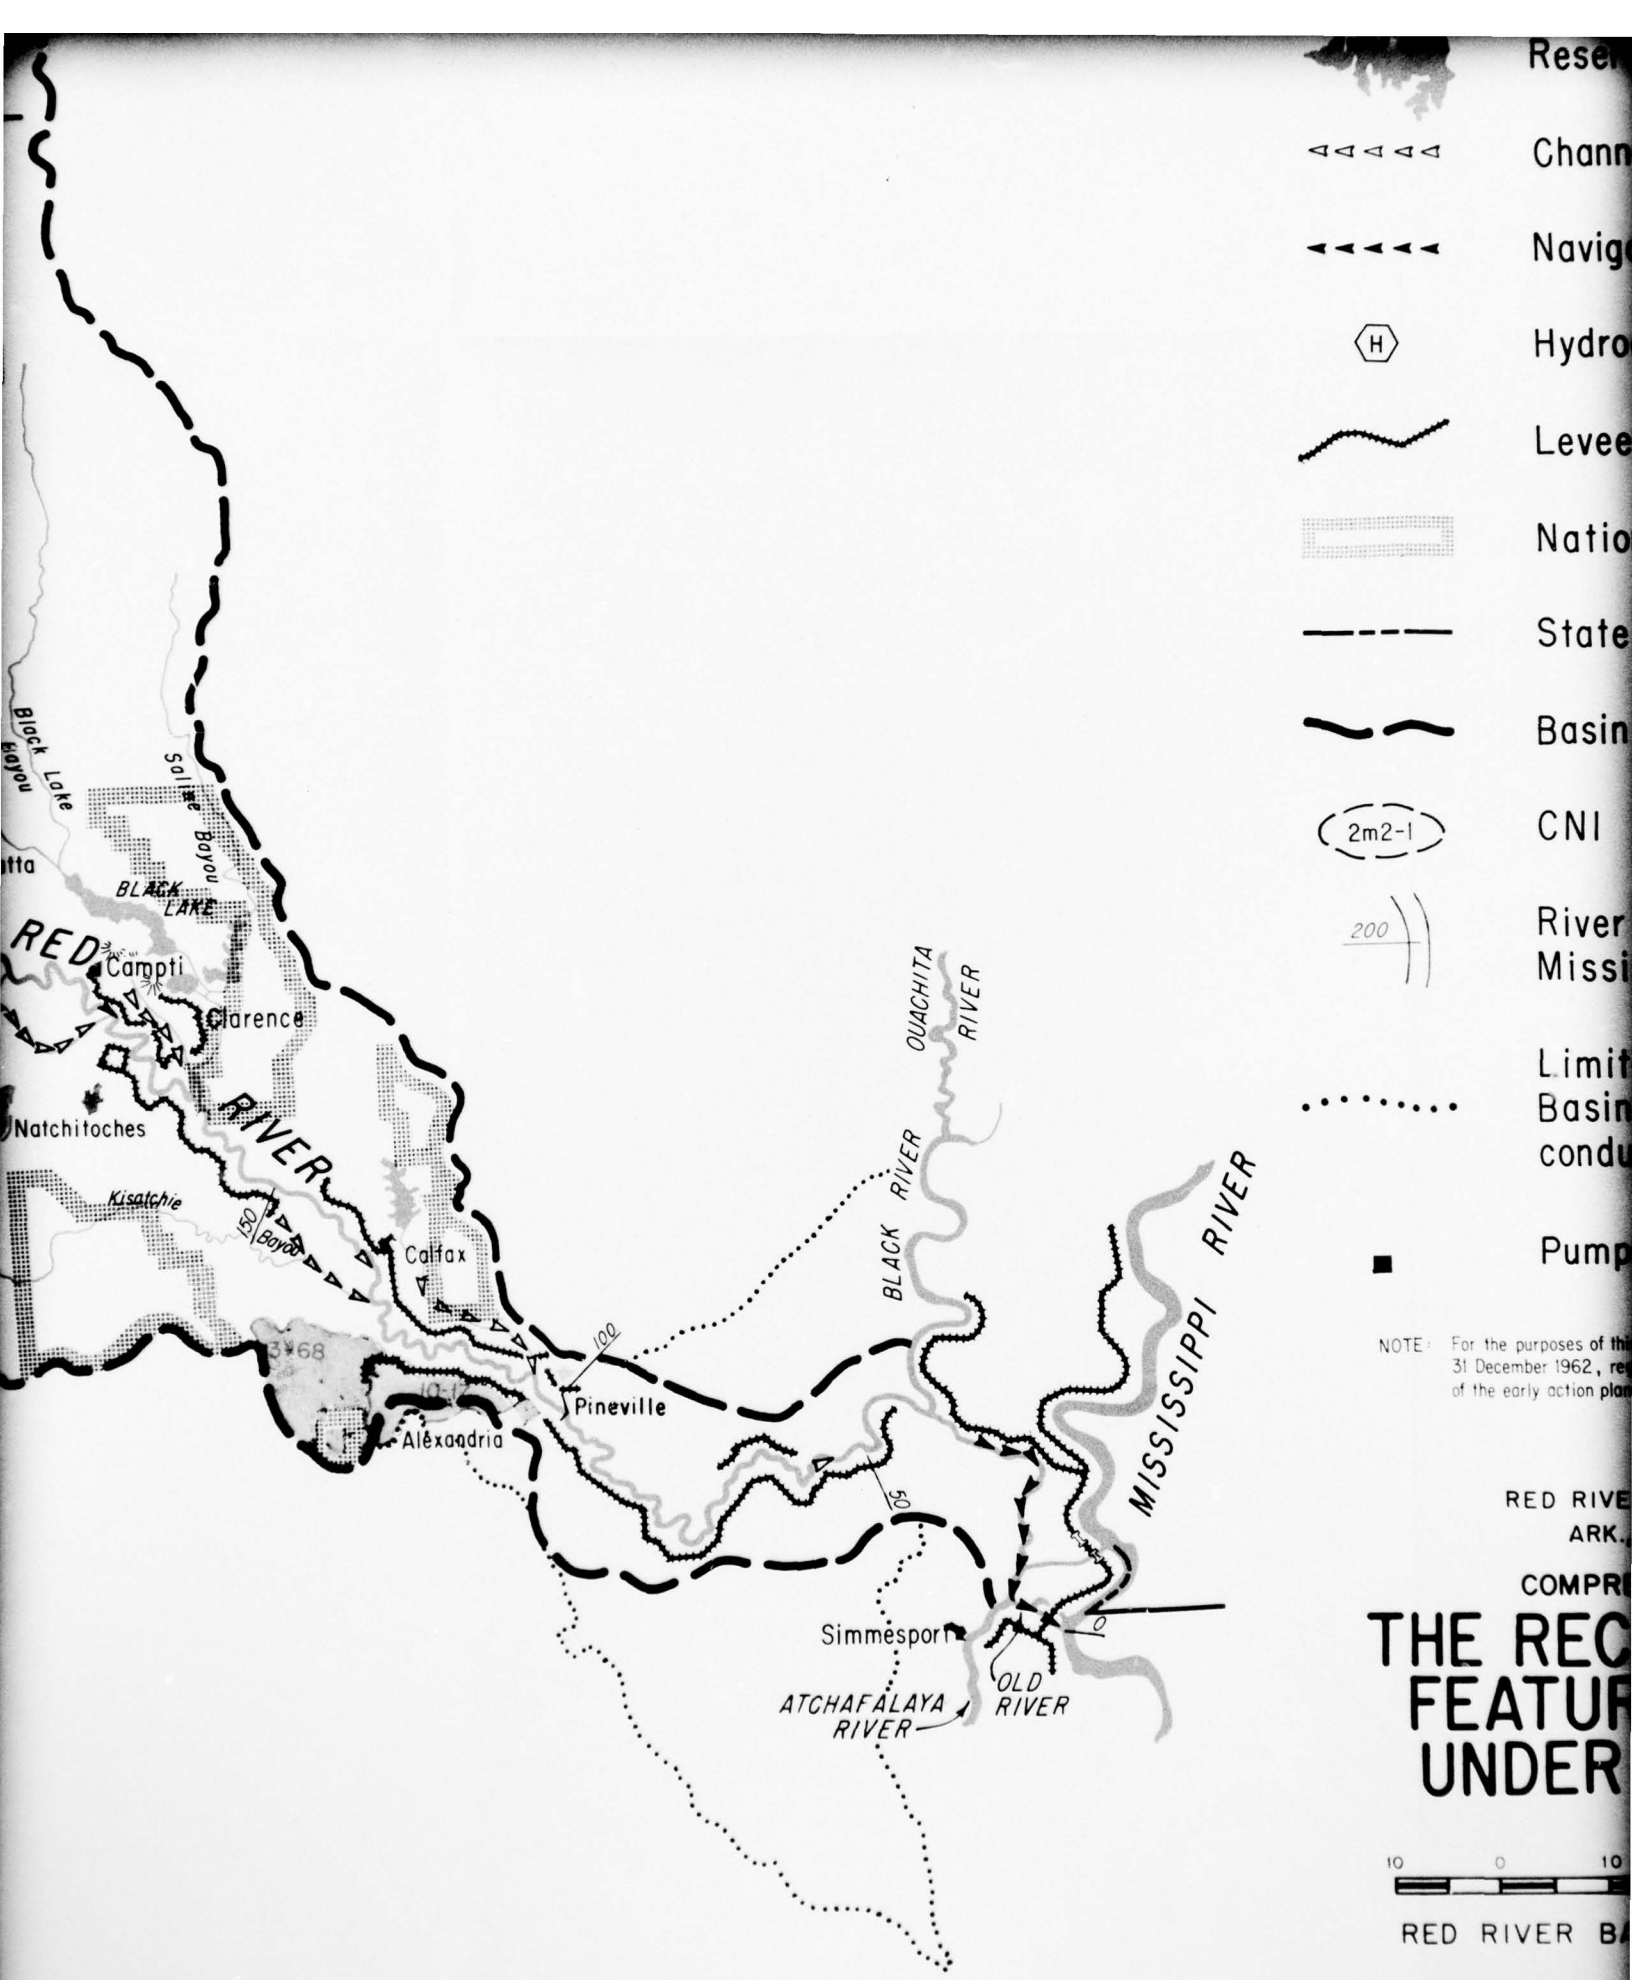 Black Lake
Bayou
Saline Bayou
BLACK
LAKE
RED
RIVER
Campti
Clarence
Natchitoches
Kisatchie
Bayou
150
Calfax
100
Pineville
Alexandria
50
OUACHITA
RIVER
BLACK RIVER
MISSISSIPPI RIVER
Simmesport
0
OLD
RIVER
ATCHAFALAYA
RIVER
Chann
Navig
H
Hydro
Levee
Natio
State
Basin
2m2-1
CNI
200
River
Missi
Limit
Basin
condu
Pump
NOTE: For the purposes of thi
31 December 1962, re
of the early action plan
RED RIVE
ARK.,
COMPR
THE REC
FEATUR
UNDER
10 0 10
RED RIVER BA